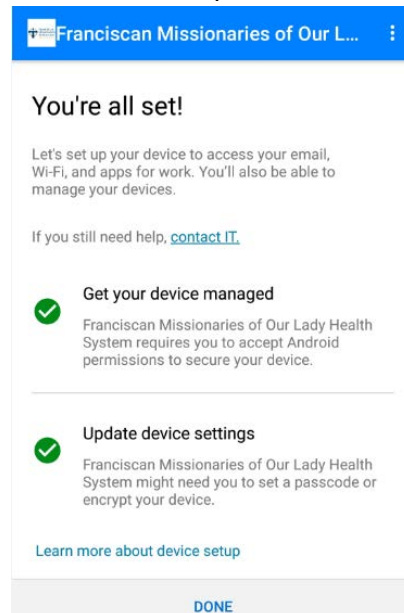 Franciscan Missionaries of Our L...
You're all set!
Let's set up your device to access your email,
Wi-Fi, and apps for work. You'll also be able to
manage your devices.
If you still need help, contact IT.
Get your device managed
Franciscan Missionaries of Our Lady Health
System requires you to accept Android
permissions to secure your device.
Update device settings
Franciscan Missionaries of Our Lady Health
System might need you to set a passcode or
encrypt your device.
Learn more about device setup
DONE